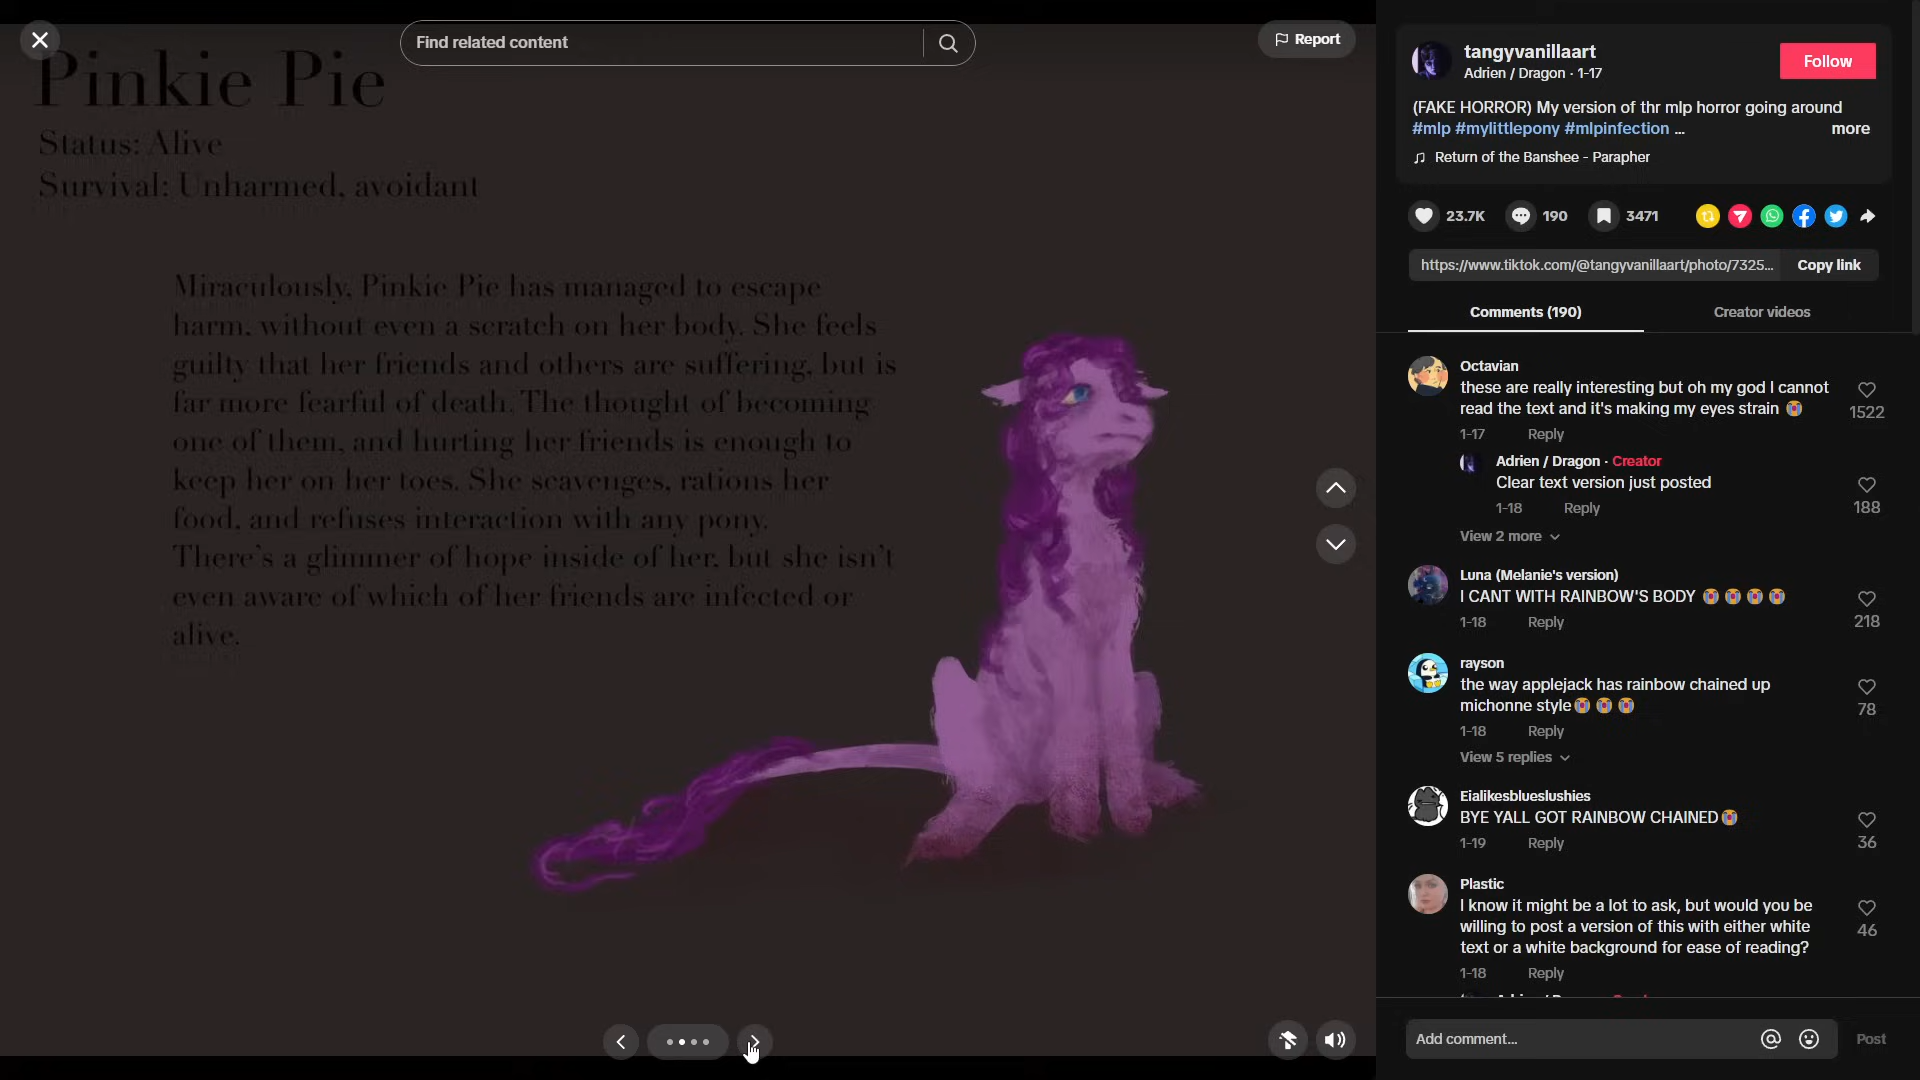 Find related content
Report
Pinkie Pie
Status: Alive
Survival: Unharmed, avoidant
Miraculously, Pinkie Pie has managed to escape
harm, without even a scratch on her body. She feels
guilty that her friends and others are suffering, but is
far more fearful of death. The thought of becoming
one of them, and hurting her friends is enough to
keep her on her toes. She scavenges, rations her
food, and refuses interaction with any pony.
There's a glimmer of hope inside of her, but she isn't
even aware of which of her friends are infected or
alive.
tangyvanillaart
Adrien / Dragon · 1-17
Follow
(FAKE HORROR) My version of thr mlp horror going around
#mlp #mylittlepony #mlpinfection ...
more
Return of the Banshee - Parapher
23.7K
190
3471
https://www.tiktok.com/@tangyvanillaart/photo/7325...
Copy link
Comments (190)
Creator videos
Octavian
these are really interesting but oh my god I cannot
read the text and it's making my eyes strain 😭
1522
1-17 Reply
Adrien / Dragon · Creator
Clear text version just posted
188
1-18 Reply
View 2 more
Luna (Melanie's version)
I CANT WITH RAINBOW'S BODY 😭😭😭😭
218
1-18 Reply
rayson
the way applejack has rainbow chained up
michonne style😭😭😭
78
1-18 Reply
View 5 replies
Eialikesblueslushies
BYE YALL GOT RAINBOW CHAINED😭
36
1-19 Reply
Plastic
I know it might be a lot to ask, but would you be
willing to post a version of this with either white
text or a white background for ease of reading?
46
1-18 Reply
Add comment...
Post